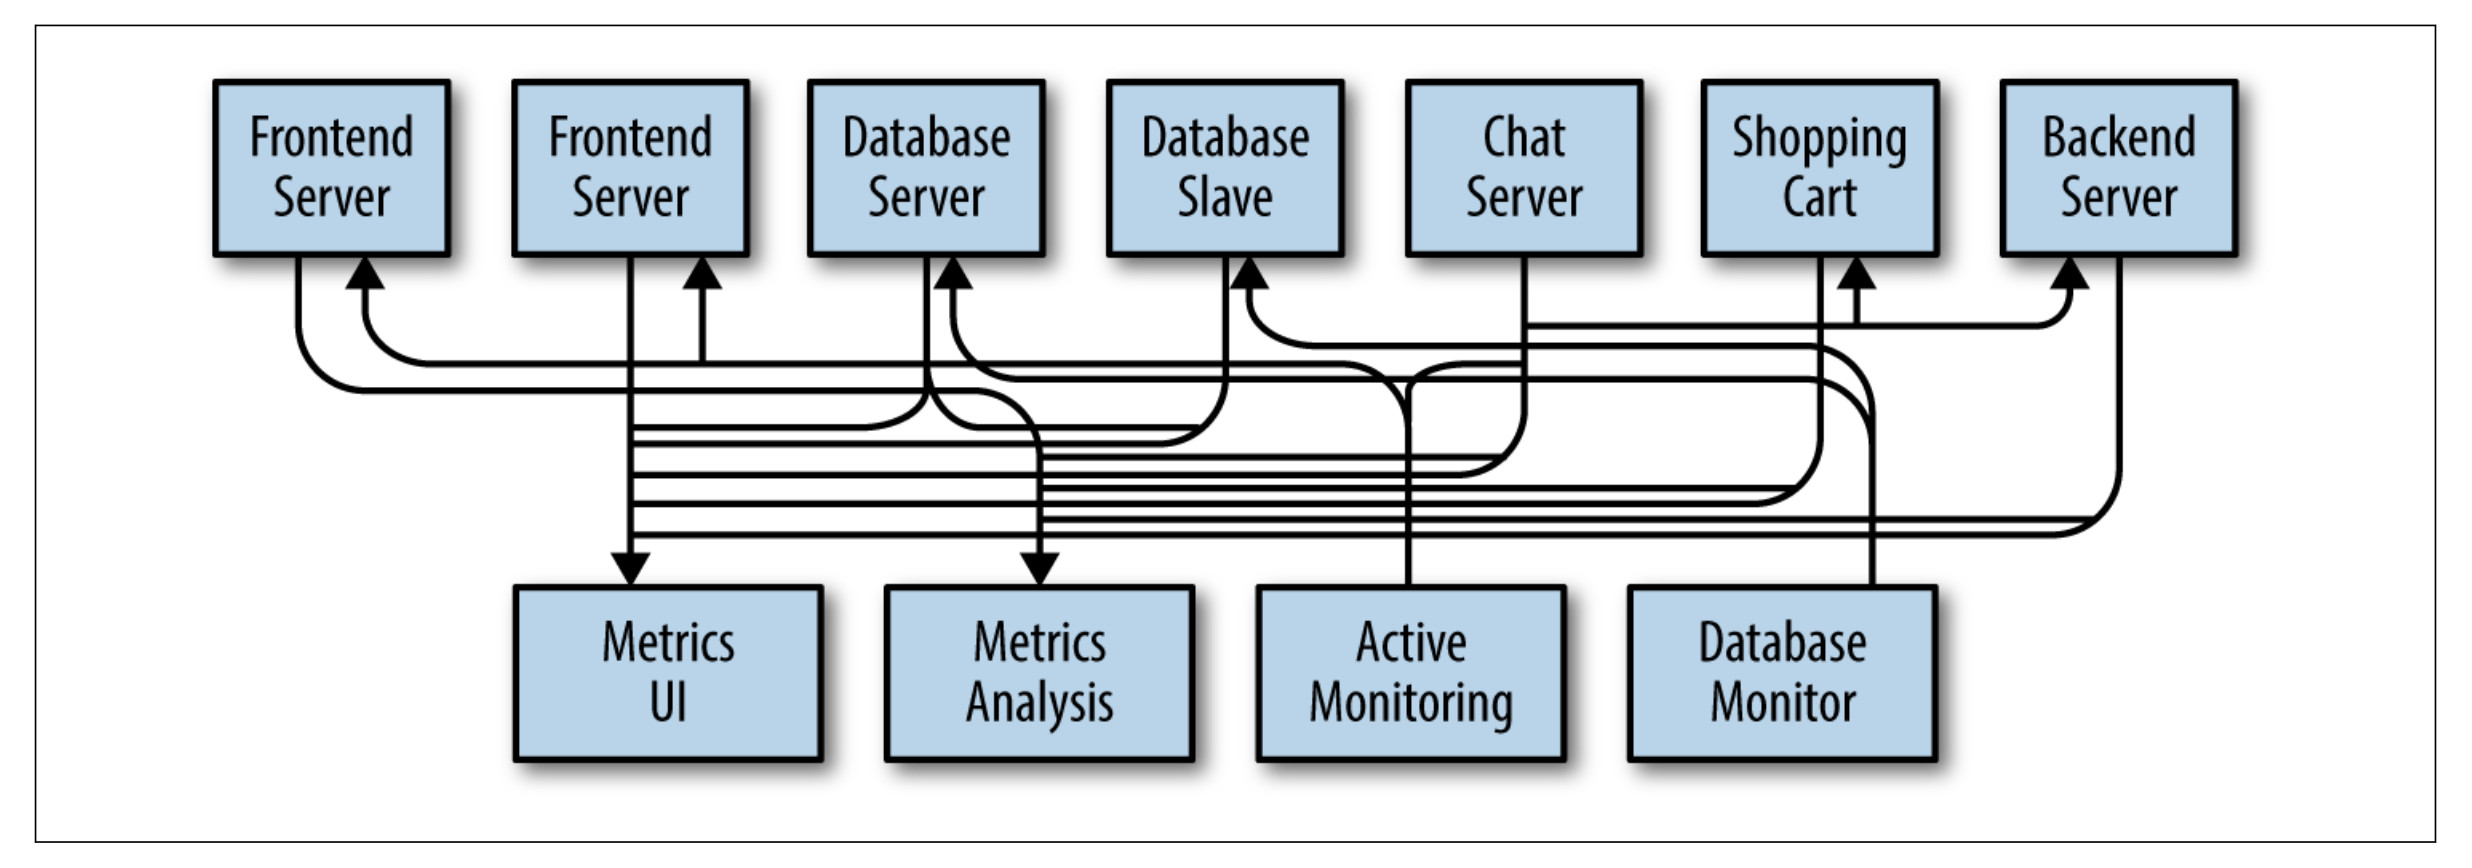 Frontend
Server
Frontend
Server
Database
Server
Database
Slave
Chat
Server
Shopping
Cart
Backend
Server
Metrics
UI
Metrics
Analysis
Active
Monitoring
Database
Monitor